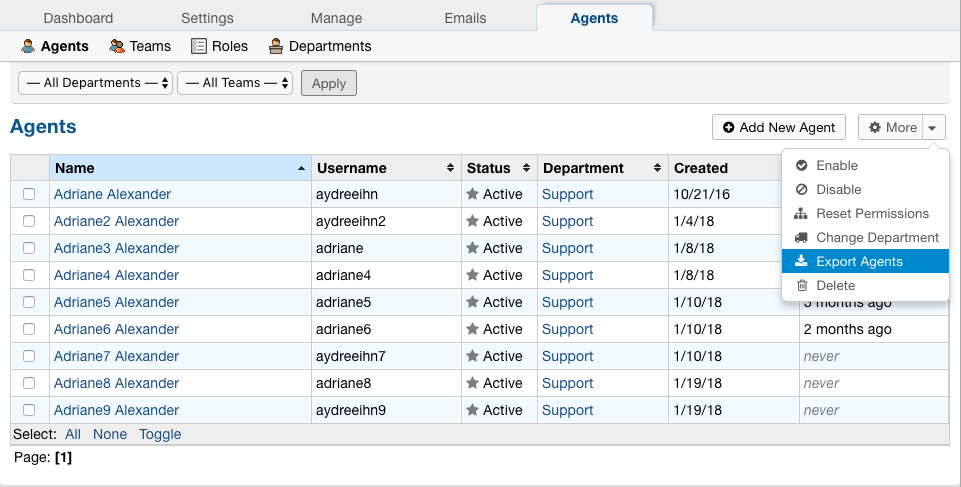 Dashboard Settings Manage Emails Agents
Agents Teams Roles Departments
— All Departments — — All Teams — Apply
Agents Add New Agent More
Name Username Status Department Created
Enable
Disable
Reset Permissions
Change Department
Export Agents
Delete
Adriane Alexander aydreeihn Active Support 10/21/16
Adriane2 Alexander aydreeihn2 Active Support 1/4/18
Adriane3 Alexander adriane Active Support 1/8/18
Adriane4 Alexander adriane4 Active Support 1/8/18
Adriane5 Alexander adriane5 Active Support 1/10/18 3 months ago
Adriane6 Alexander adriane6 Active Support 1/10/18 2 months ago
Adriane7 Alexander aydreeihn7 Active Support 1/10/18 never
Adriane8 Alexander adriane8 Active Support 1/19/18 never
Adriane9 Alexander aydreeihn9 Active Support 1/19/18 never
Select: All None Toggle
Page: [1]